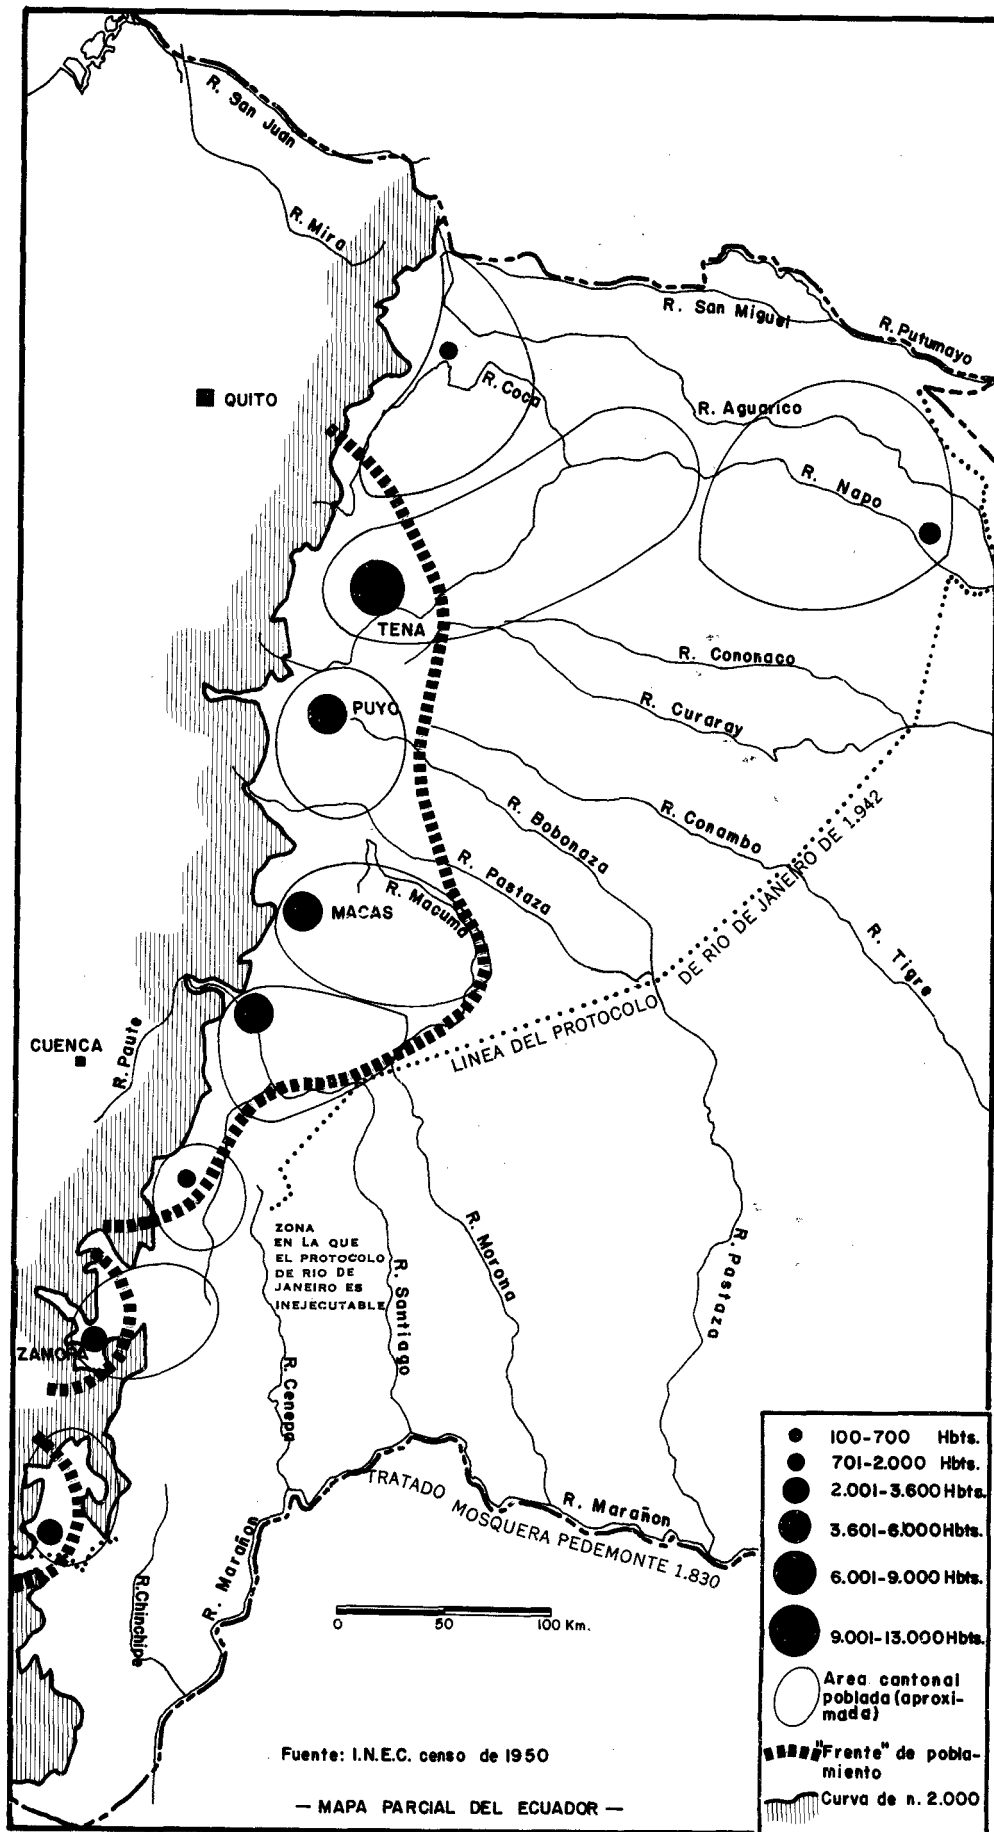 R. San Juan
R. Mira
R. San Miguel
R. Putumayo
QUITO
R. Coca
R. Aguarico
R. Napo
TENA
R. Cononaco
PUYO
R. Curaray
R. Bobonaza
R. Conambo
R. Pastaza
R. Macuma
MACAS
R. Tigre
LINEA DEL PROTOCOLO DE RIO DE JANEIRO DE 1.942
CUENCA
R. Paute
ZONA
EN LA QUE
EL PROTOCOLO
DE RIO DE
JANEIRO ES
INEJECUTABLE
R. Santiago
R. Morona
R. Pastaza
ZAMORA
R. Cenepa
TRATADO MOSQUERA PEDEMONTE 1.830
R. Marañon
R. Marañon
R. Chinchipe
0 50 100 Km.
100-700 Hbts.
701-2.000 Hbts.
2.001-3.600 Hbts.
3.601-6.000 Hbts.
6.001-9.000 Hbts.
9.001-13.000 Hbts.
Area cantonal
poblada (aproxi-
mada)
"Frente" de pobla-
miento
Curva de n. 2.000
Fuente: I.N.E.C. censo de 1950
— MAPA PARCIAL DEL ECUADOR —